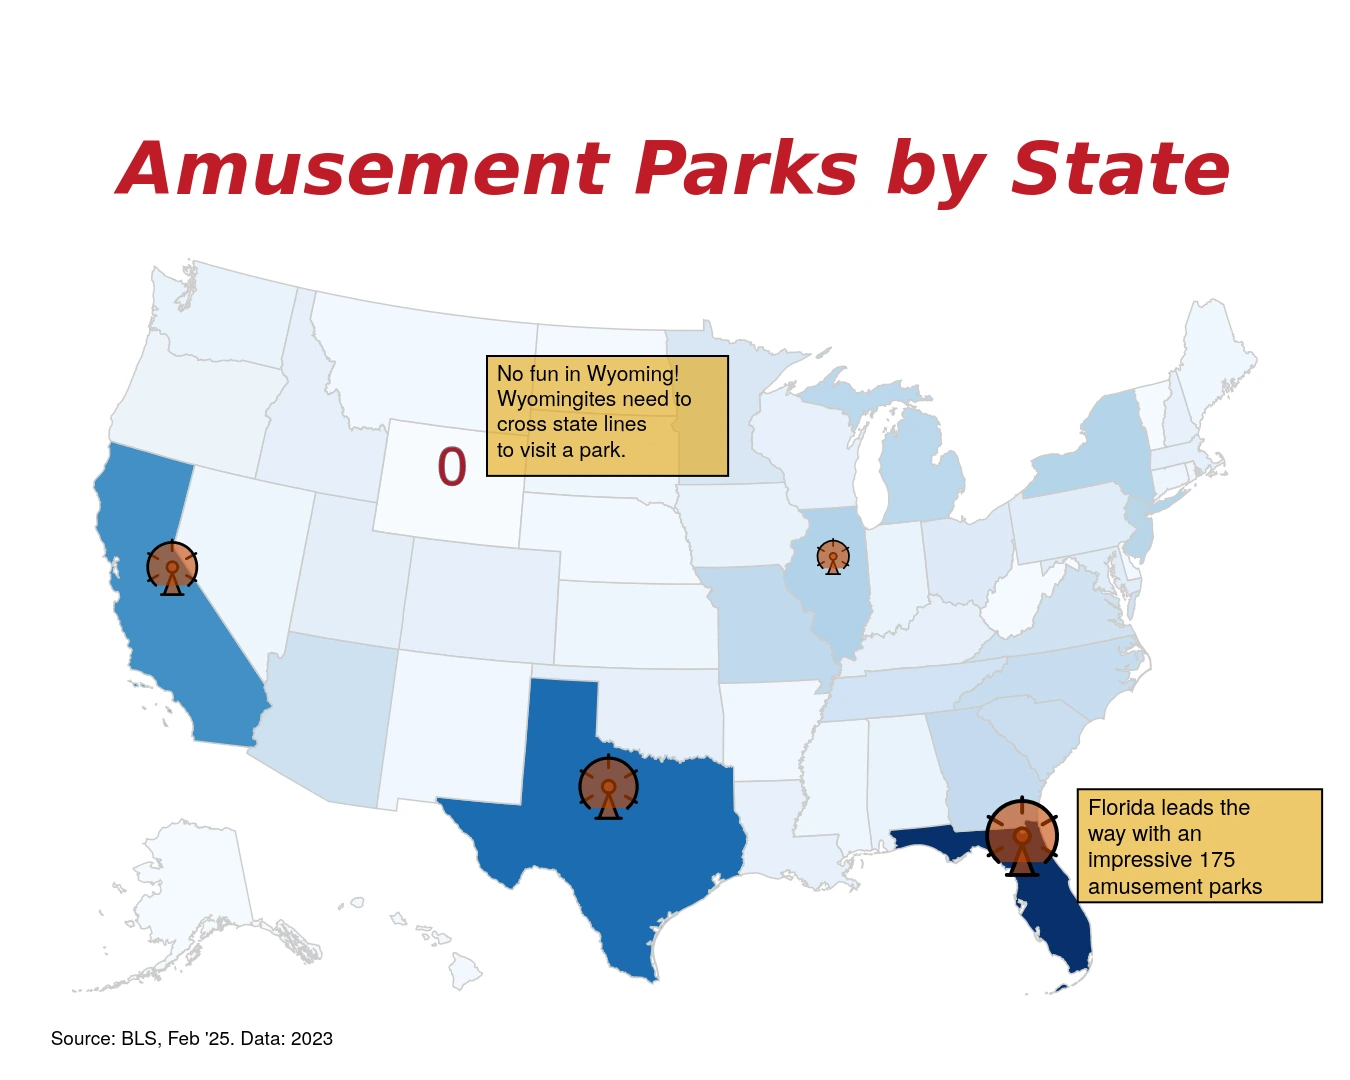 Amusement Parks by State
No fun in Wyoming!
Wyomingites need to
cross state lines
to visit a park.
0
Florida leads the
way with an
impressive 175
amusement parks
Source: BLS, Feb '25. Data: 2023